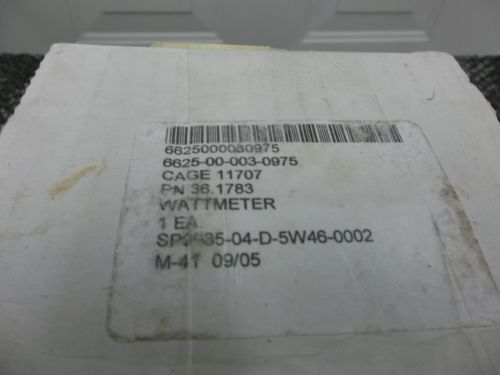 6625000030975
6625-00-003-0975
CAGE 11707
PN 36.1783
WATTMETER
1 EA.
SP0935-04-D-5W46-0002
M-41 09/05